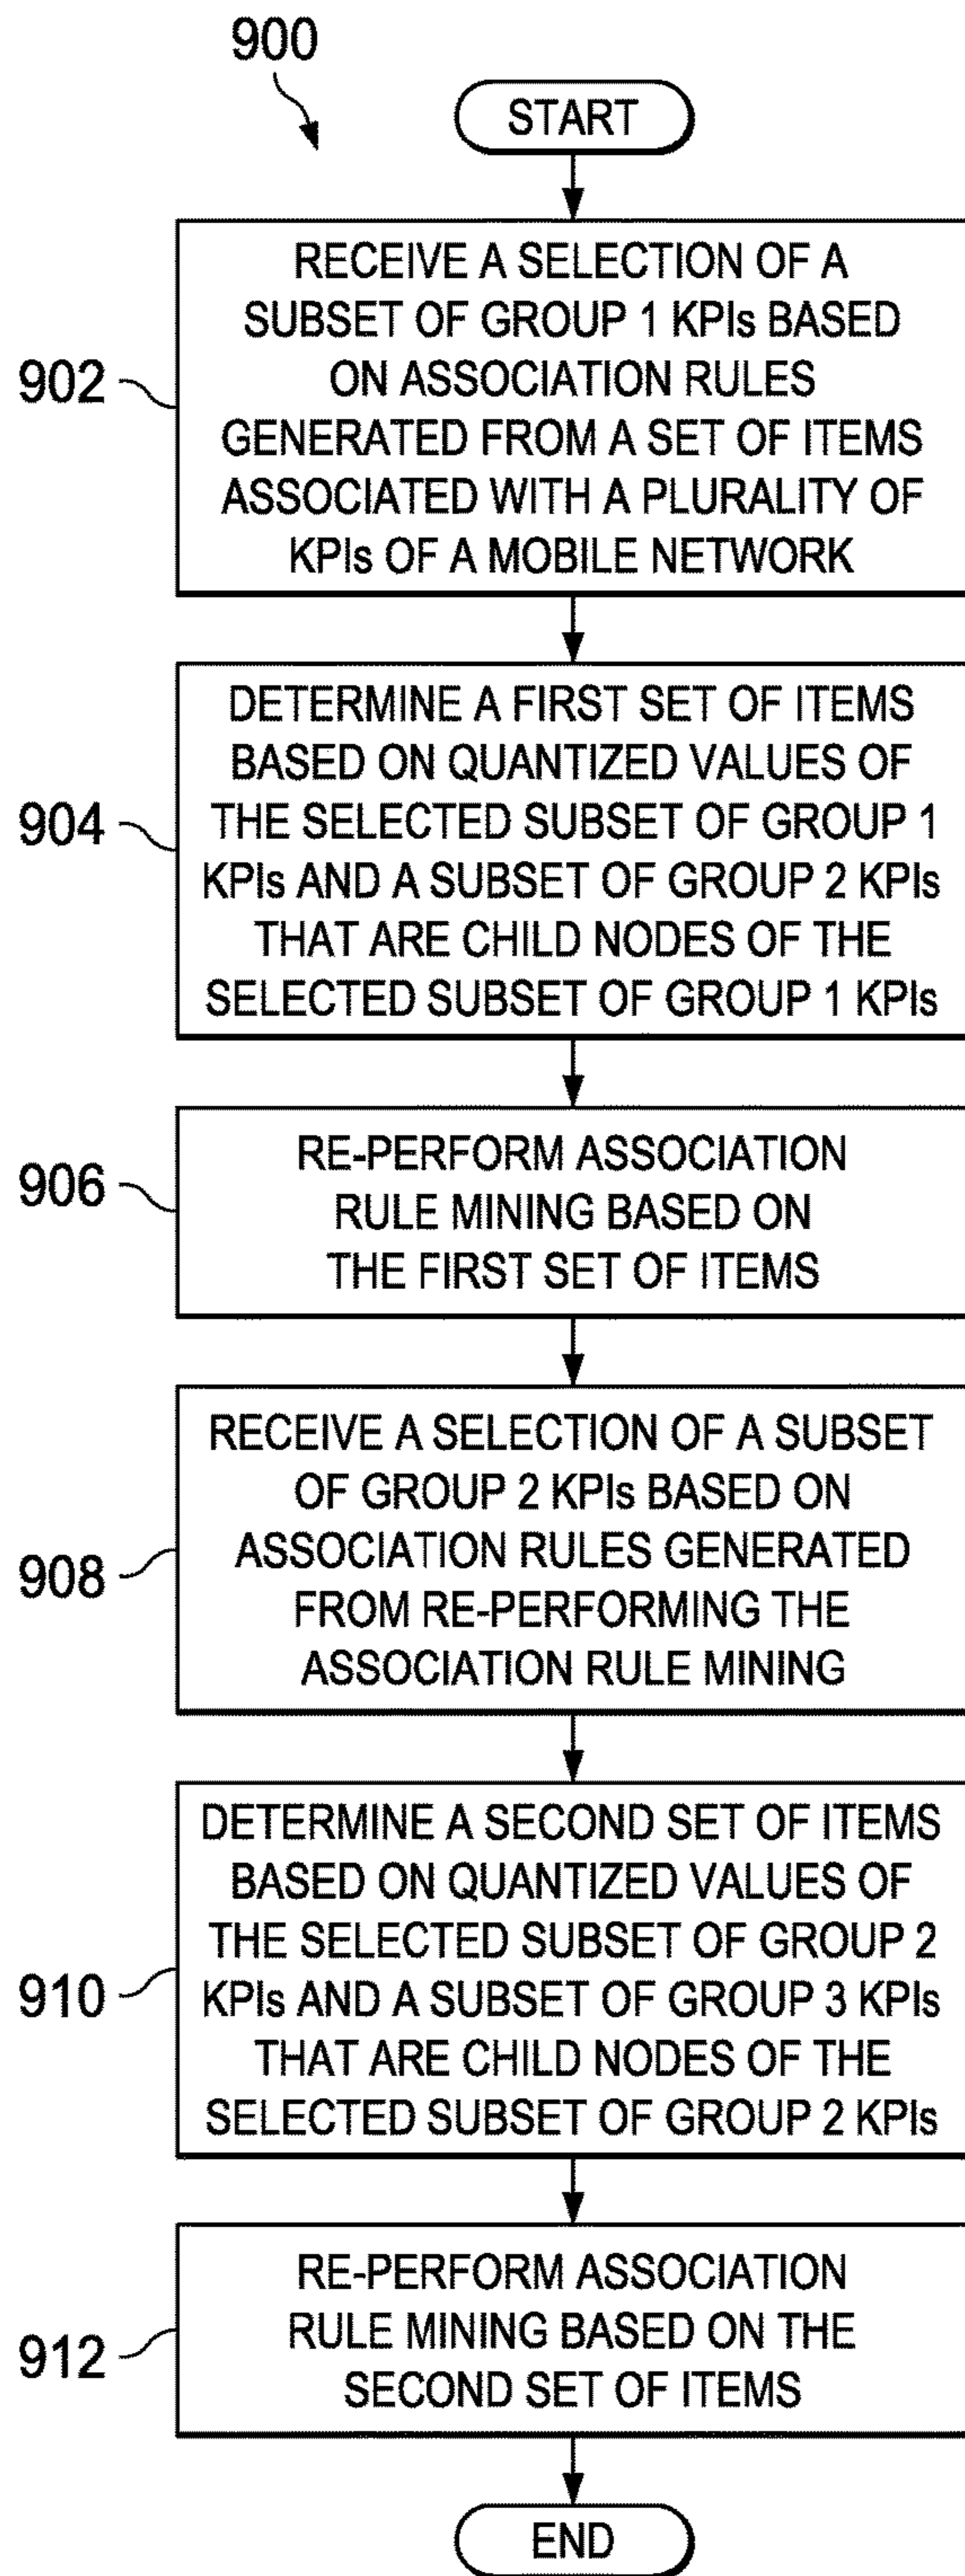 900
START
902
RECEIVE A SELECTION OF A
SUBSET OF GROUP 1 KPIs BASED
ON ASSOCIATION RULES
GENERATED FROM A SET OF ITEMS
ASSOCIATED WITH A PLURALITY OF
KPIs OF A MOBILE NETWORK
904
DETERMINE A FIRST SET OF ITEMS
BASED ON QUANTIZED VALUES OF
THE SELECTED SUBSET OF GROUP 1
KPIs AND A SUBSET OF GROUP 2 KPIs
THAT ARE CHILD NODES OF THE
SELECTED SUBSET OF GROUP 1 KPIs
906
RE-PERFORM ASSOCIATION
RULE MINING BASED ON
THE FIRST SET OF ITEMS
908
RECEIVE A SELECTION OF A SUBSET
OF GROUP 2 KPIs BASED ON
ASSOCIATION RULES GENERATED
FROM RE-PERFORMING THE
ASSOCIATION RULE MINING
910
DETERMINE A SECOND SET OF ITEMS
BASED ON QUANTIZED VALUES OF
THE SELECTED SUBSET OF GROUP 2
KPIs AND A SUBSET OF GROUP 3 KPIs
THAT ARE CHILD NODES OF THE
SELECTED SUBSET OF GROUP 2 KPIs
912
RE-PERFORM ASSOCIATION
RULE MINING BASED ON THE
SECOND SET OF ITEMS
END